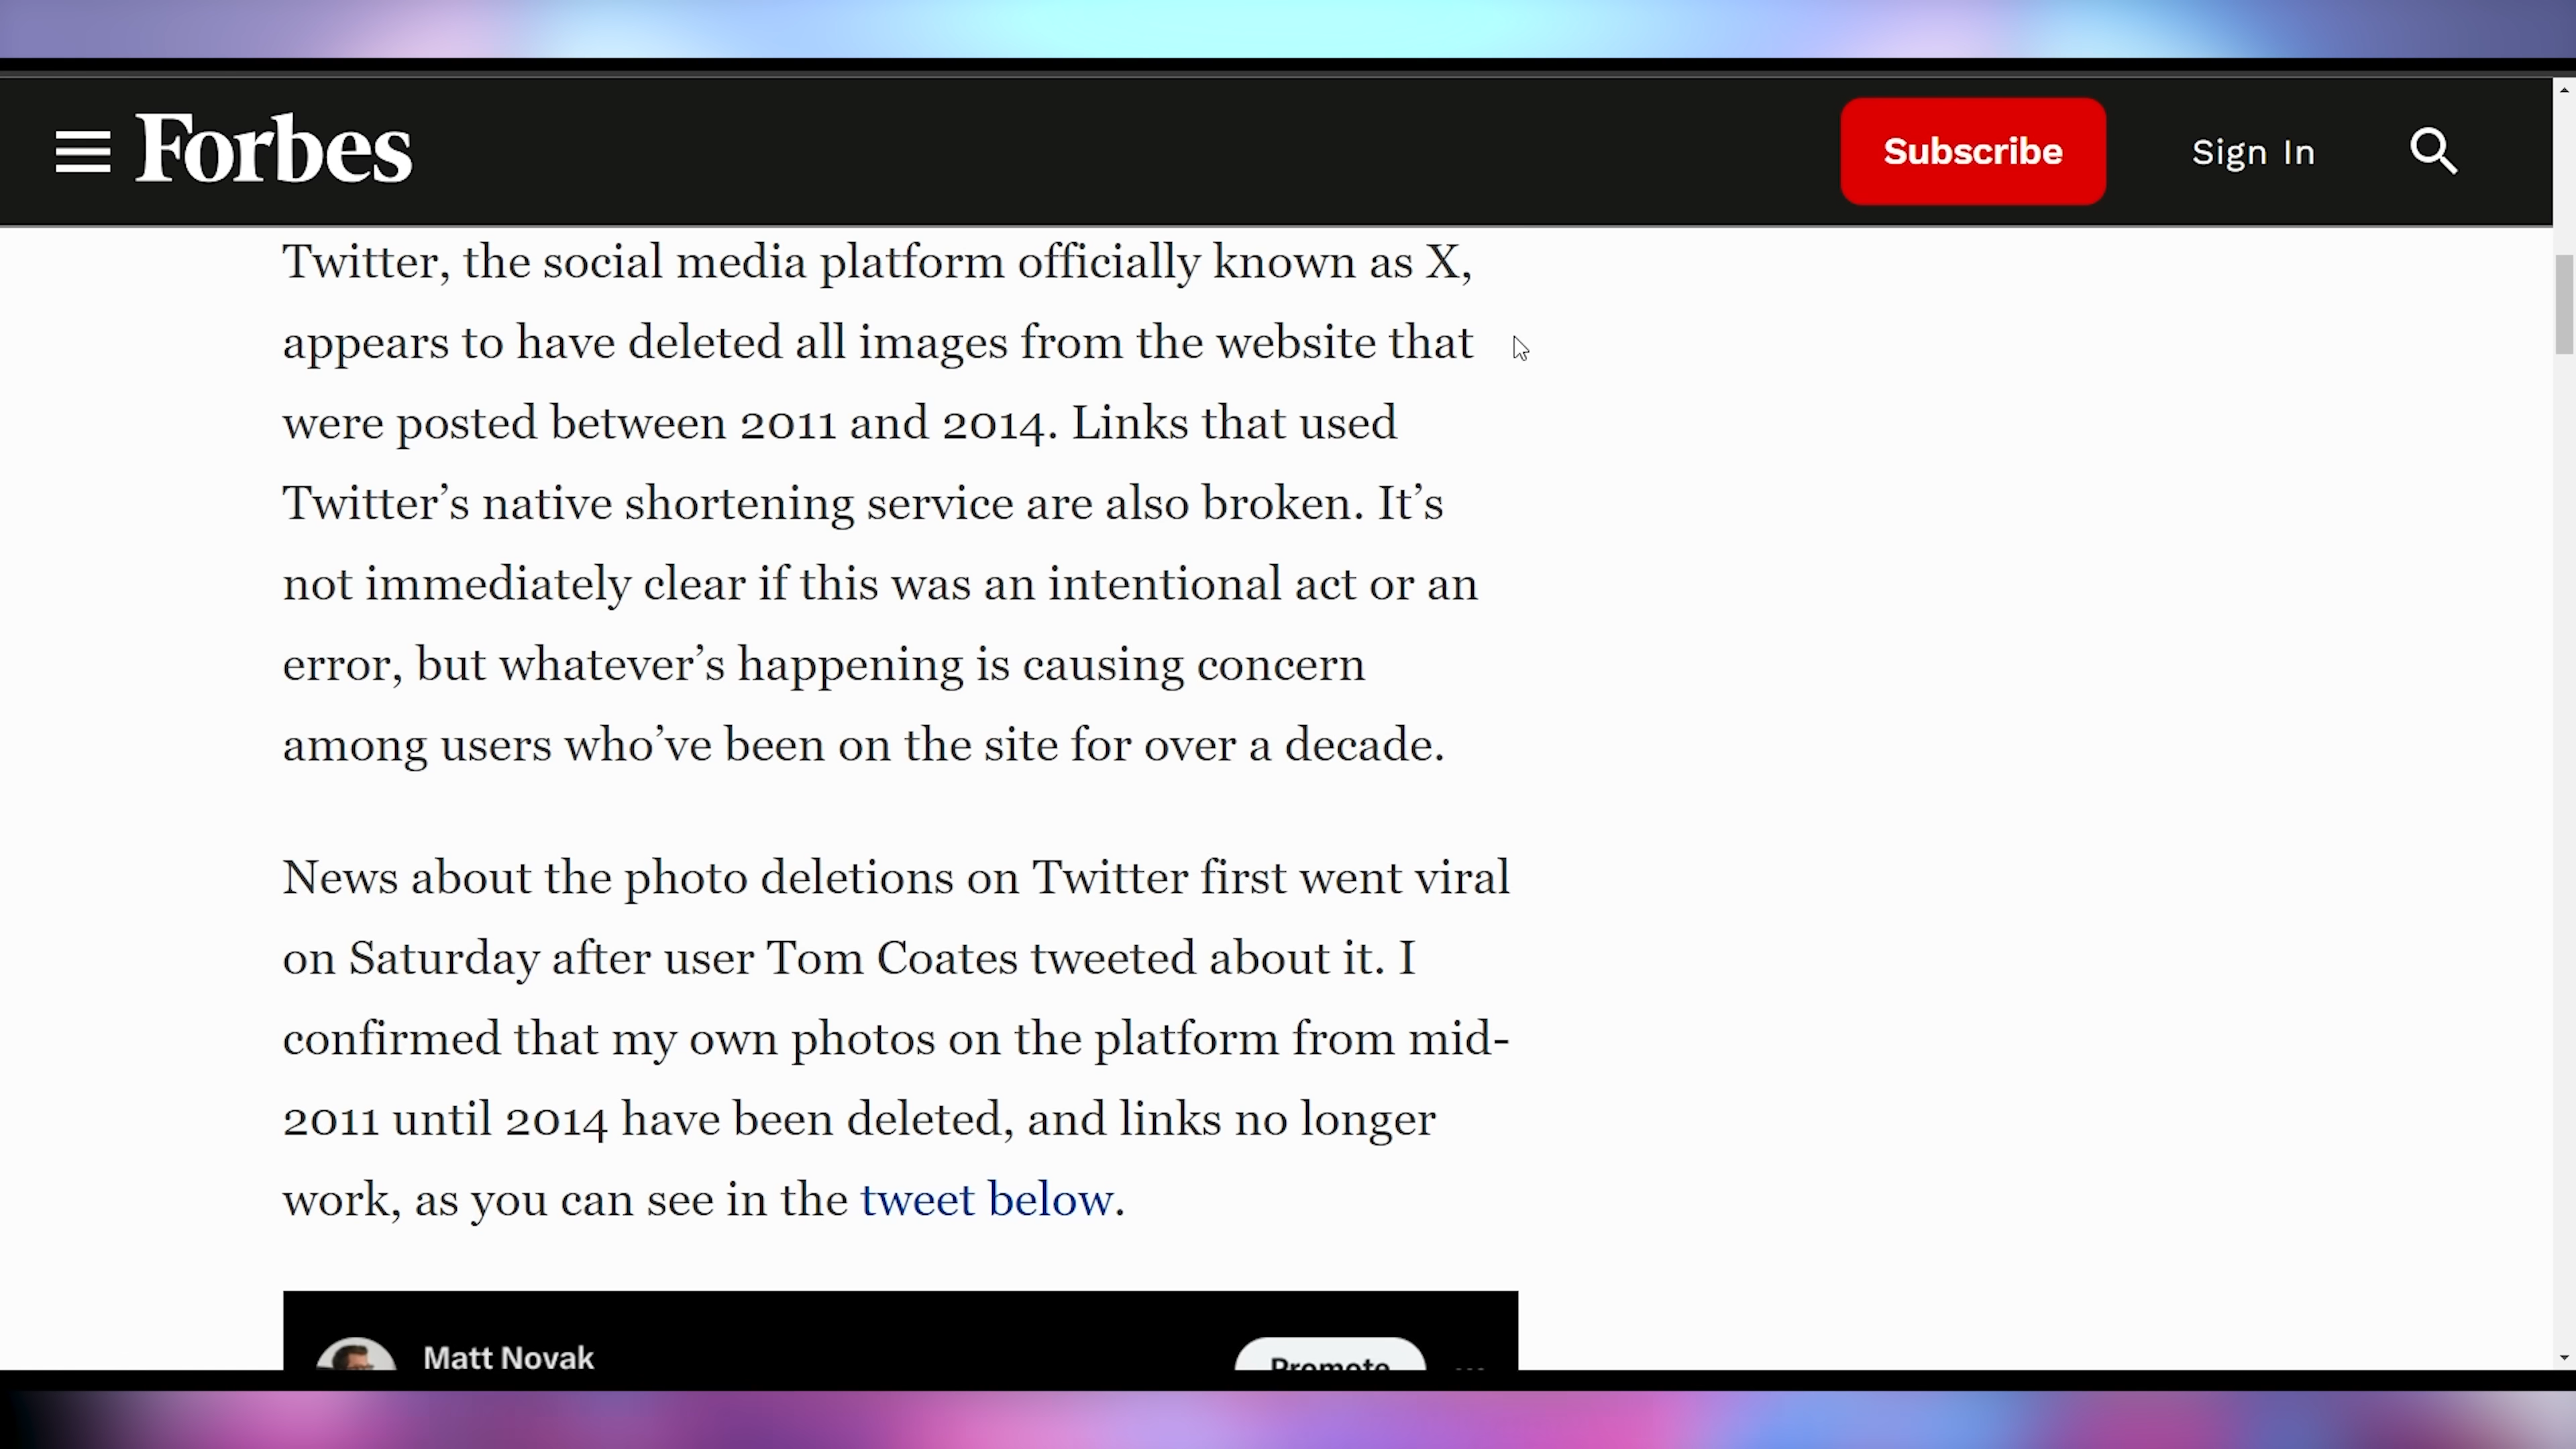 Forbes
Subscribe
Sign In
Twitter, the social media platform officially known as X,
appears to have deleted all images from the website that
were posted between 2011 and 2014. Links that used
Twitter’s native shortening service are also broken. It’s
not immediately clear if this was an intentional act or an
error, but whatever’s happening is causing concern
among users who’ve been on the site for over a decade.
News about the photo deletions on Twitter first went viral
on Saturday after user Tom Coates tweeted about it. I
confirmed that my own photos on the platform from mid-
2011 until 2014 have been deleted, and links no longer
work, as you can see in the tweet below.
Matt Novak
Promote